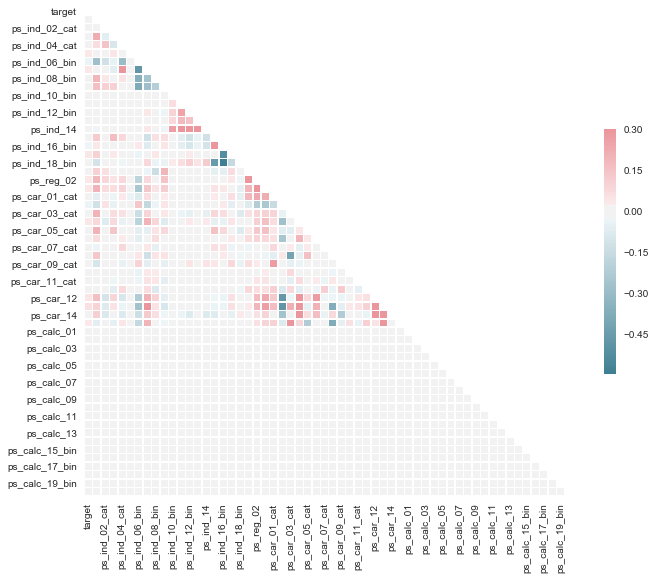 target
ps_ind_02_cat
ps_ind_04_cat
ps_ind_06_bin
ps_ind_08_bin
ps_ind_10_bin
ps_ind_12_bin
ps_ind_14
ps_ind_16_bin
ps_ind_18_bin
ps_reg_02
ps_car_01_cat
ps_car_03_cat
ps_car_05_cat
ps_car_07_cat
ps_car_09_cat
ps_car_11_cat
ps_car_12
ps_car_14
ps_calc_01
ps_calc_03
ps_calc_05
ps_calc_07
ps_calc_09
ps_calc_11
ps_calc_13
ps_calc_15_bin
ps_calc_17_bin
ps_calc_19_bin
0.30
0.15
0.00
−0.15
−0.30
−0.45
target
ps_ind_02_cat
ps_ind_04_cat
ps_ind_06_bin
ps_ind_08_bin
ps_ind_10_bin
ps_ind_12_bin
ps_ind_14
ps_ind_16_bin
ps_ind_18_bin
ps_reg_02
ps_car_01_cat
ps_car_03_cat
ps_car_05_cat
ps_car_07_cat
ps_car_09_cat
ps_car_11_cat
ps_car_12
ps_car_14
ps_calc_01
ps_calc_03
ps_calc_05
ps_calc_07
ps_calc_09
ps_calc_11
ps_calc_13
ps_calc_15_bin
ps_calc_17_bin
ps_calc_19_bin